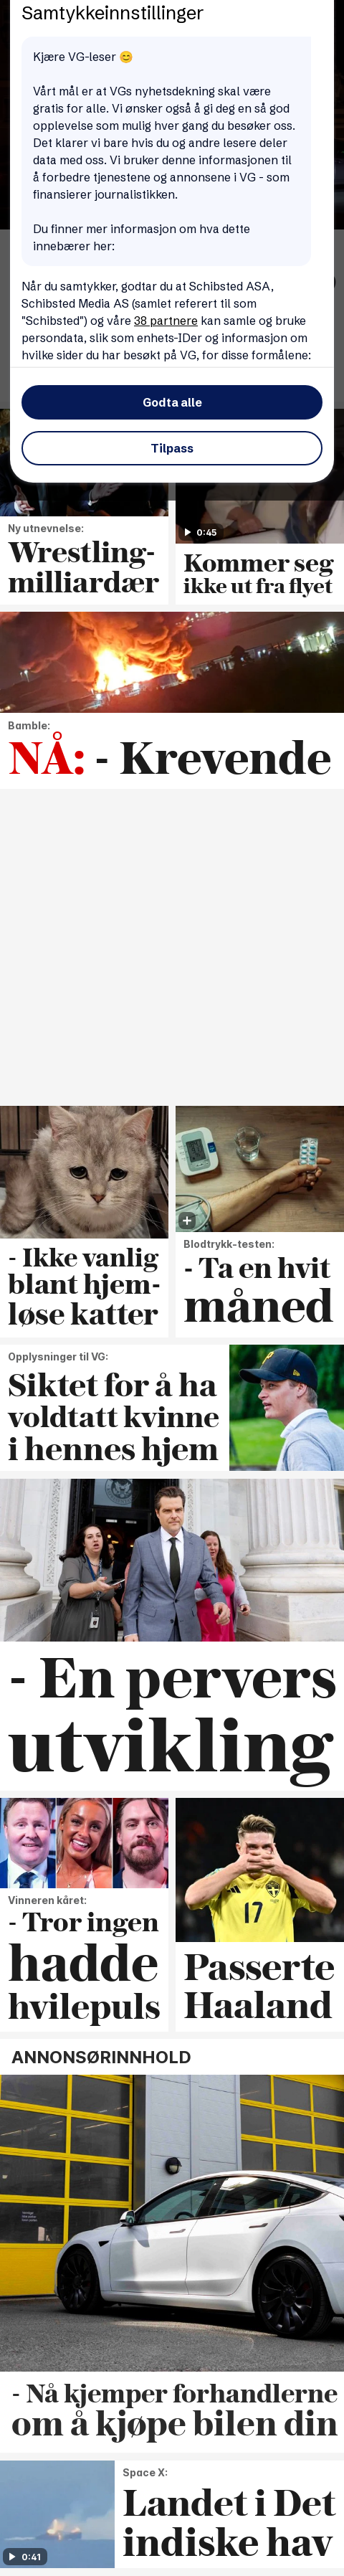 Samtykkeinnstillinger
Kjære VG-leser 😊
Vårt mål er at VGs nyhetsdekning skal være
gratis for alle. Vi ønsker også å gi deg en så god
opplevelse som mulig hver gang du besøker oss.
Det klarer vi bare hvis du og andre lesere deler
data med oss. Vi bruker denne informasjonen til
å forbedre tjenestene og annonsene i VG - som
finansierer journalistikken.
Du finner mer informasjon om hva dette
innebærer her:
Når du samtykker, godtar du at Schibsted ASA,
Schibsted Media AS (samlet referert til som
"Schibsted") og våre 38 partnere kan samle og bruke
persondata, slik som enhets-IDer og informasjon om
hvilke sider du har besøkt på VG, for disse formålene:
Godta alle
Tilpass
Ny utnevnelse:
Wrestling-
milliardær
0:45
Kommer seg
ikke ut fra flyet
Bamble:
NÅ: - Krevende
- Ikke vanlig
blant hjem-
løse katter
Blodtrykk-testen:
- Ta en hvit
måned
Opplysninger til VG:
Siktet for å ha
voldtatt kvinne
i hennes hjem
- En pervers
utvikling
Vinneren kåret:
- Tror ingen
hadde
hvilepuls
17
Passerte
Haaland
ANNONSØRINNHOLD
- Nå kjemper forhandlerne
om å kjøpe bilen din
0:41
Space X:
Landet i Det
indiske hav